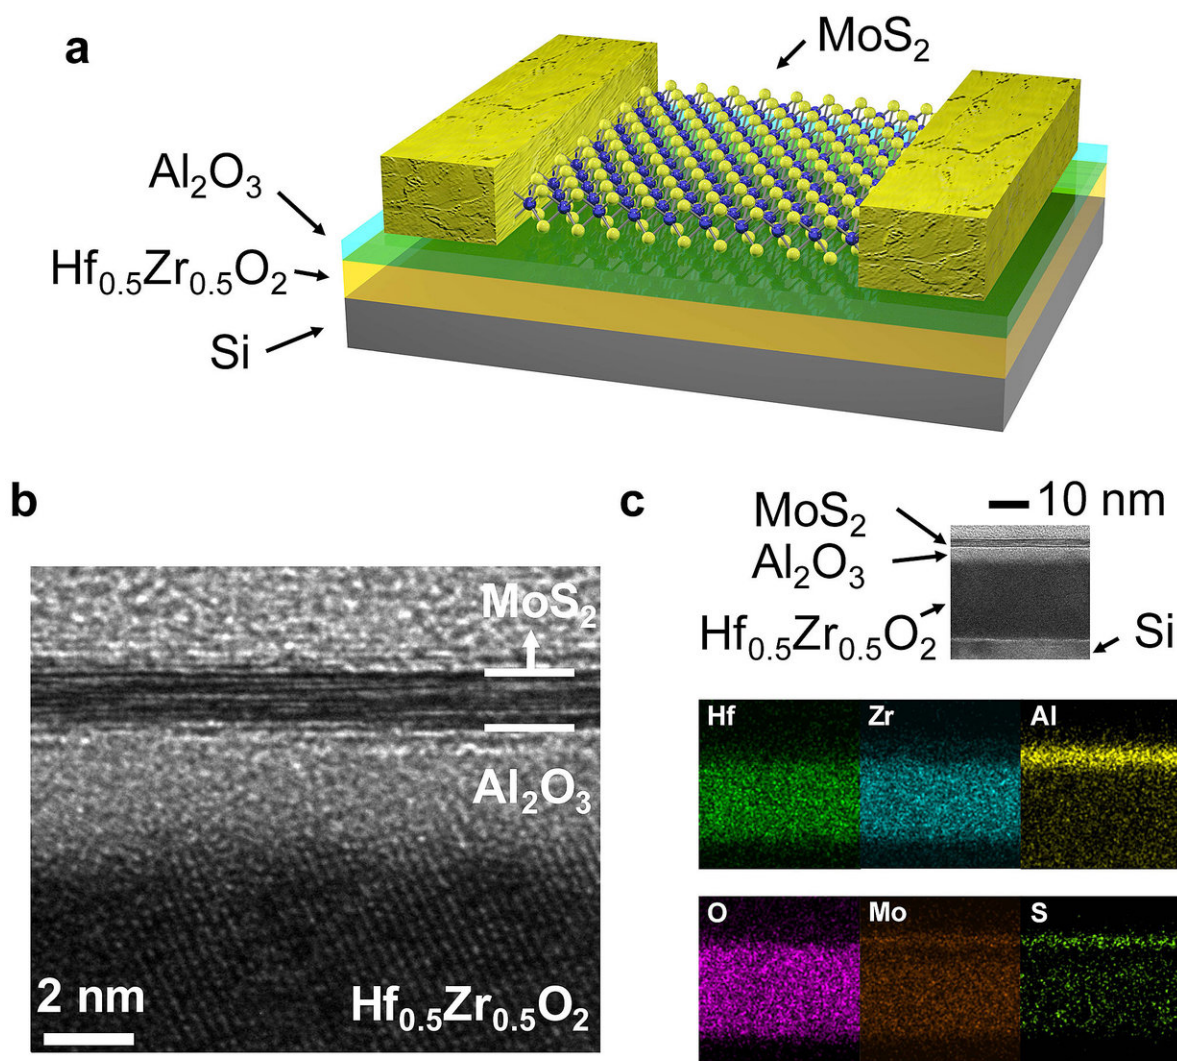 a
MoS₂
Al₂O₃
Hf₀.₅Zr₀.₅O₂
Si
b
MoS₂
Al₂O₃
2 nm
Hf₀.₅Zr₀.₅O₂
c
10 nm
MoS₂
Al₂O₃
Hf₀.₅Zr₀.₅O₂
Si
Hf Zr Al
O Mo S